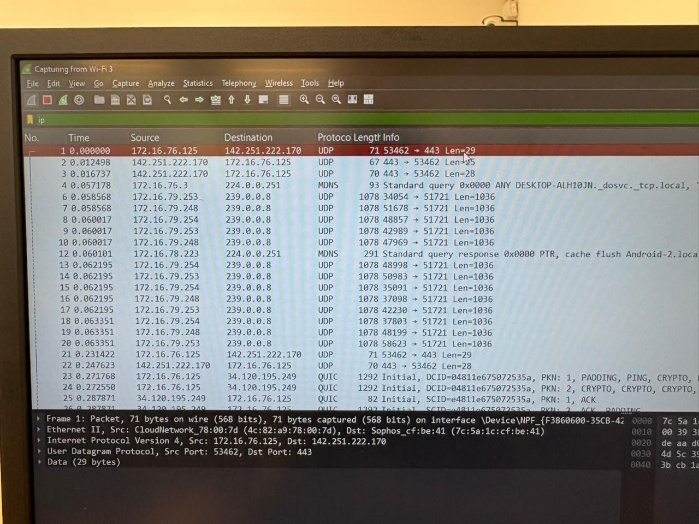 Capturing from Wi-Fi 3
File Edit View Go Capture Analyze Statistics Telephony Wireless Tools Help
ip
No. Time Source Destination Protoco Length Info
1 0.000000 172.16.76.125 142.251.222.170 UDP 71 53462 → 443 Len=29
2 0.012498 142.251.222.170 172.16.76.125 UDP 67 443 → 53462 Len=25
3 0.016737 142.251.222.170 172.16.76.125 UDP 70 443 → 53462 Len=28
4 0.057178 172.16.76.3 224.0.0.251 MDNS 93 Standard query 0x0000 ANY DESKTOP-ALH10JN._dosvc._tcp.local,
6 0.058568 172.16.79.253 239.0.0.8 UDP 1078 34054 → 51721 Len=1036
7 0.058568 172.16.79.248 239.0.0.8 UDP 1078 51678 → 51721 Len=1036
8 0.060017 172.16.79.254 239.0.0.8 UDP 1078 48857 → 51721 Len=1036
9 0.060017 172.16.79.253 239.0.0.8 UDP 1078 42989 → 51721 Len=1036
10 0.060017 172.16.79.248 239.0.0.8 UDP 1078 47969 → 51721 Len=1036
12 0.060101 172.16.78.223 224.0.0.251 MDNS 291 Standard query response 0x0000 PTR, cache flush Android-2.loca
13 0.062195 172.16.79.254 239.0.0.8 UDP 1078 48998 → 51721 Len=1036
14 0.062195 172.16.79.253 239.0.0.8 UDP 1078 50983 → 51721 Len=1036
15 0.062195 172.16.79.254 239.0.0.8 UDP 1078 35091 → 51721 Len=1036
16 0.062195 172.16.79.248 239.0.0.8 UDP 1078 37098 → 51721 Len=1036
17 0.062195 172.16.79.253 239.0.0.8 UDP 1078 42230 → 51721 Len=1036
18 0.063351 172.16.79.254 239.0.0.8 UDP 1078 37803 → 51721 Len=1036
19 0.063351 172.16.79.248 239.0.0.8 UDP 1078 48199 → 51721 Len=1036
20 0.063351 172.16.79.253 239.0.0.8 UDP 1078 58623 → 51721 Len=1036
21 0.231422 172.16.76.125 142.251.222.170 UDP 71 53462 → 443 Len=29
22 0.247623 142.251.222.170 172.16.76.125 UDP 70 443 → 53462 Len=28
23 0.271768 172.16.76.125 34.120.195.249 QUIC 1292 Initial, DCID=e4811e675072535a, PKN: 1, PADDING, PING, CRYPTO,
24 0.272550 172.16.76.125 34.120.195.249 QUIC 1292 Initial, DCID=e4811e675072535a, PKN: 2, CRYPTO, CRYPTO, CRYPTO
25 0.287871 34.120.195.249 172.16.76.125 QUIC 82 Initial, SCID=e4811e675072535a, PKN: 1, ACK
Frame 1: Packet, 71 bytes on wire (568 bits), 71 bytes captured (568 bits) on interface \Device\NPF_{F3860600-35CB-42
Ethernet II, Src: CloudNetwork_78:00:7d (4c:82:a9:78:00:7d), Dst: Sophos_cf:be:41 (7c:5a:1c:cf:be:41)
Internet Protocol Version 4, Src: 172.16.76.125, Dst: 142.251.222.170
User Datagram Protocol, Src Port: 53462, Dst Port: 443
Data (29 bytes)
0000 7c 5a 1c
0010 00 39 38
0020 de aa d
0030 4d 5c 39
0040 3b cb 1